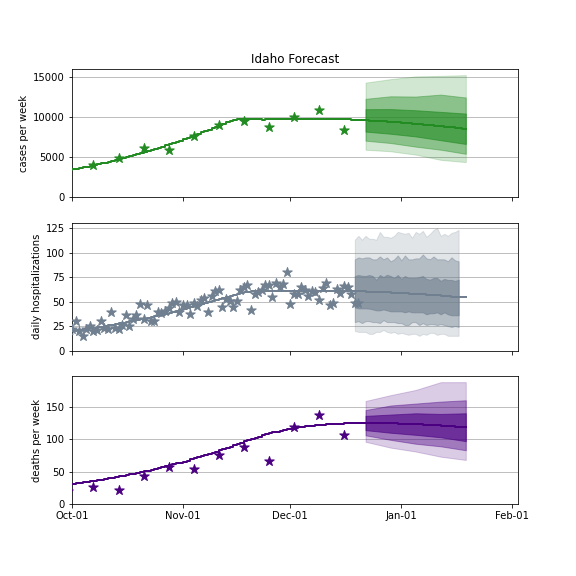 Idaho Forecast
cases per week
15000
10000
5000
0
daily hospitalizations
125
100
75
50
25
0
deaths per week
150
100
50
0
Oct-01 Nov-01 Dec-01 Jan-01 Feb-01